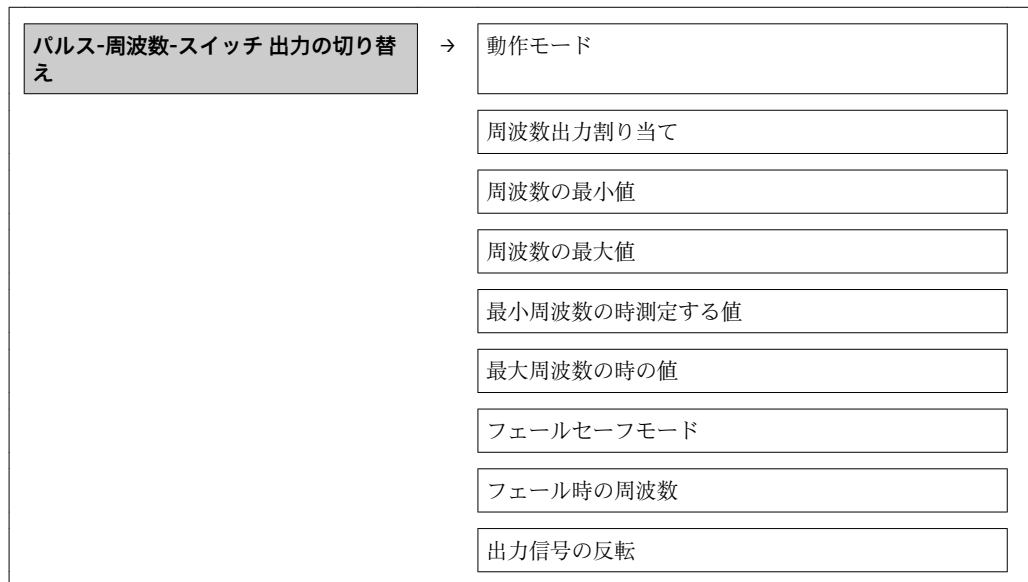 パルス-周波数-スイッチ 出力の切り替
え
→
動作モード
周波数出力割り当て
周波数の最小値
周波数の最大値
最小周波数の時測定する値
最大周波数の時の値
フェールセーフモード
フェール時の周波数
出力信号の反転